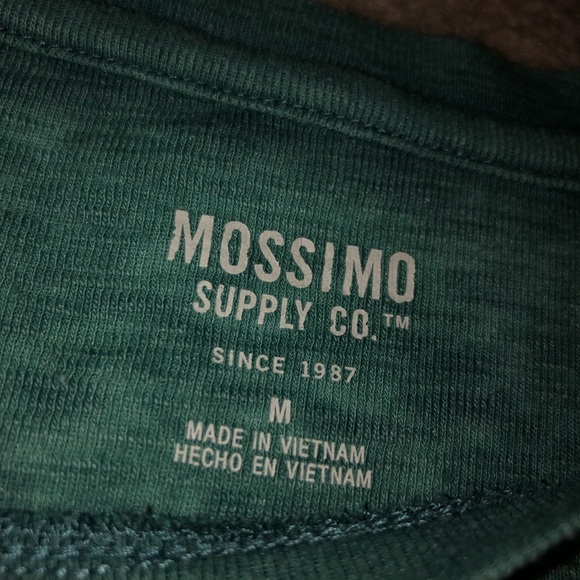 MOSSIMO
SUPPLY CO.™
SINCE 1987
M
MADE IN VIETNAM
HECHO EN VIETNAM